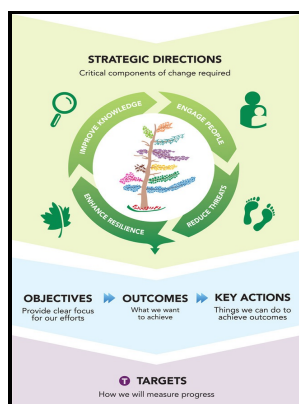 STRATEGIC DIRECTIONS
Critical components of change required
IMPROVE KNOWLEDGE
ENGAGE PEOPLE
ENHANCE RESILIENCE
REDUCE THREATS
OBJECTIVES
Provide clear focus
for our efforts
OUTCOMES
What we want
to achieve
KEY ACTIONS
Things we can do to
achieve outcomes
T TARGETS
How we will measure progress